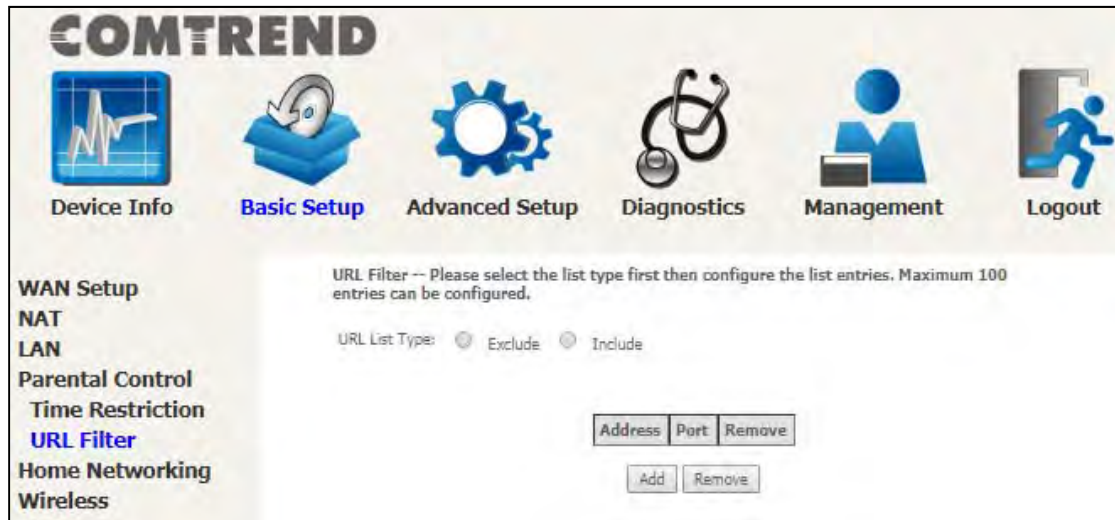 COMTREND
Device Info
Basic Setup
Advanced Setup
Diagnostics
Management
Logout
WAN Setup
NAT
LAN
Parental Control
Time Restriction
URL Filter
Home Networking
Wireless
URL Filter -- Please select the list type first then configure the list entries. Maximum 100
entries can be configured.
URL List Type: Exclude Include
Address Port Remove
Add Remove